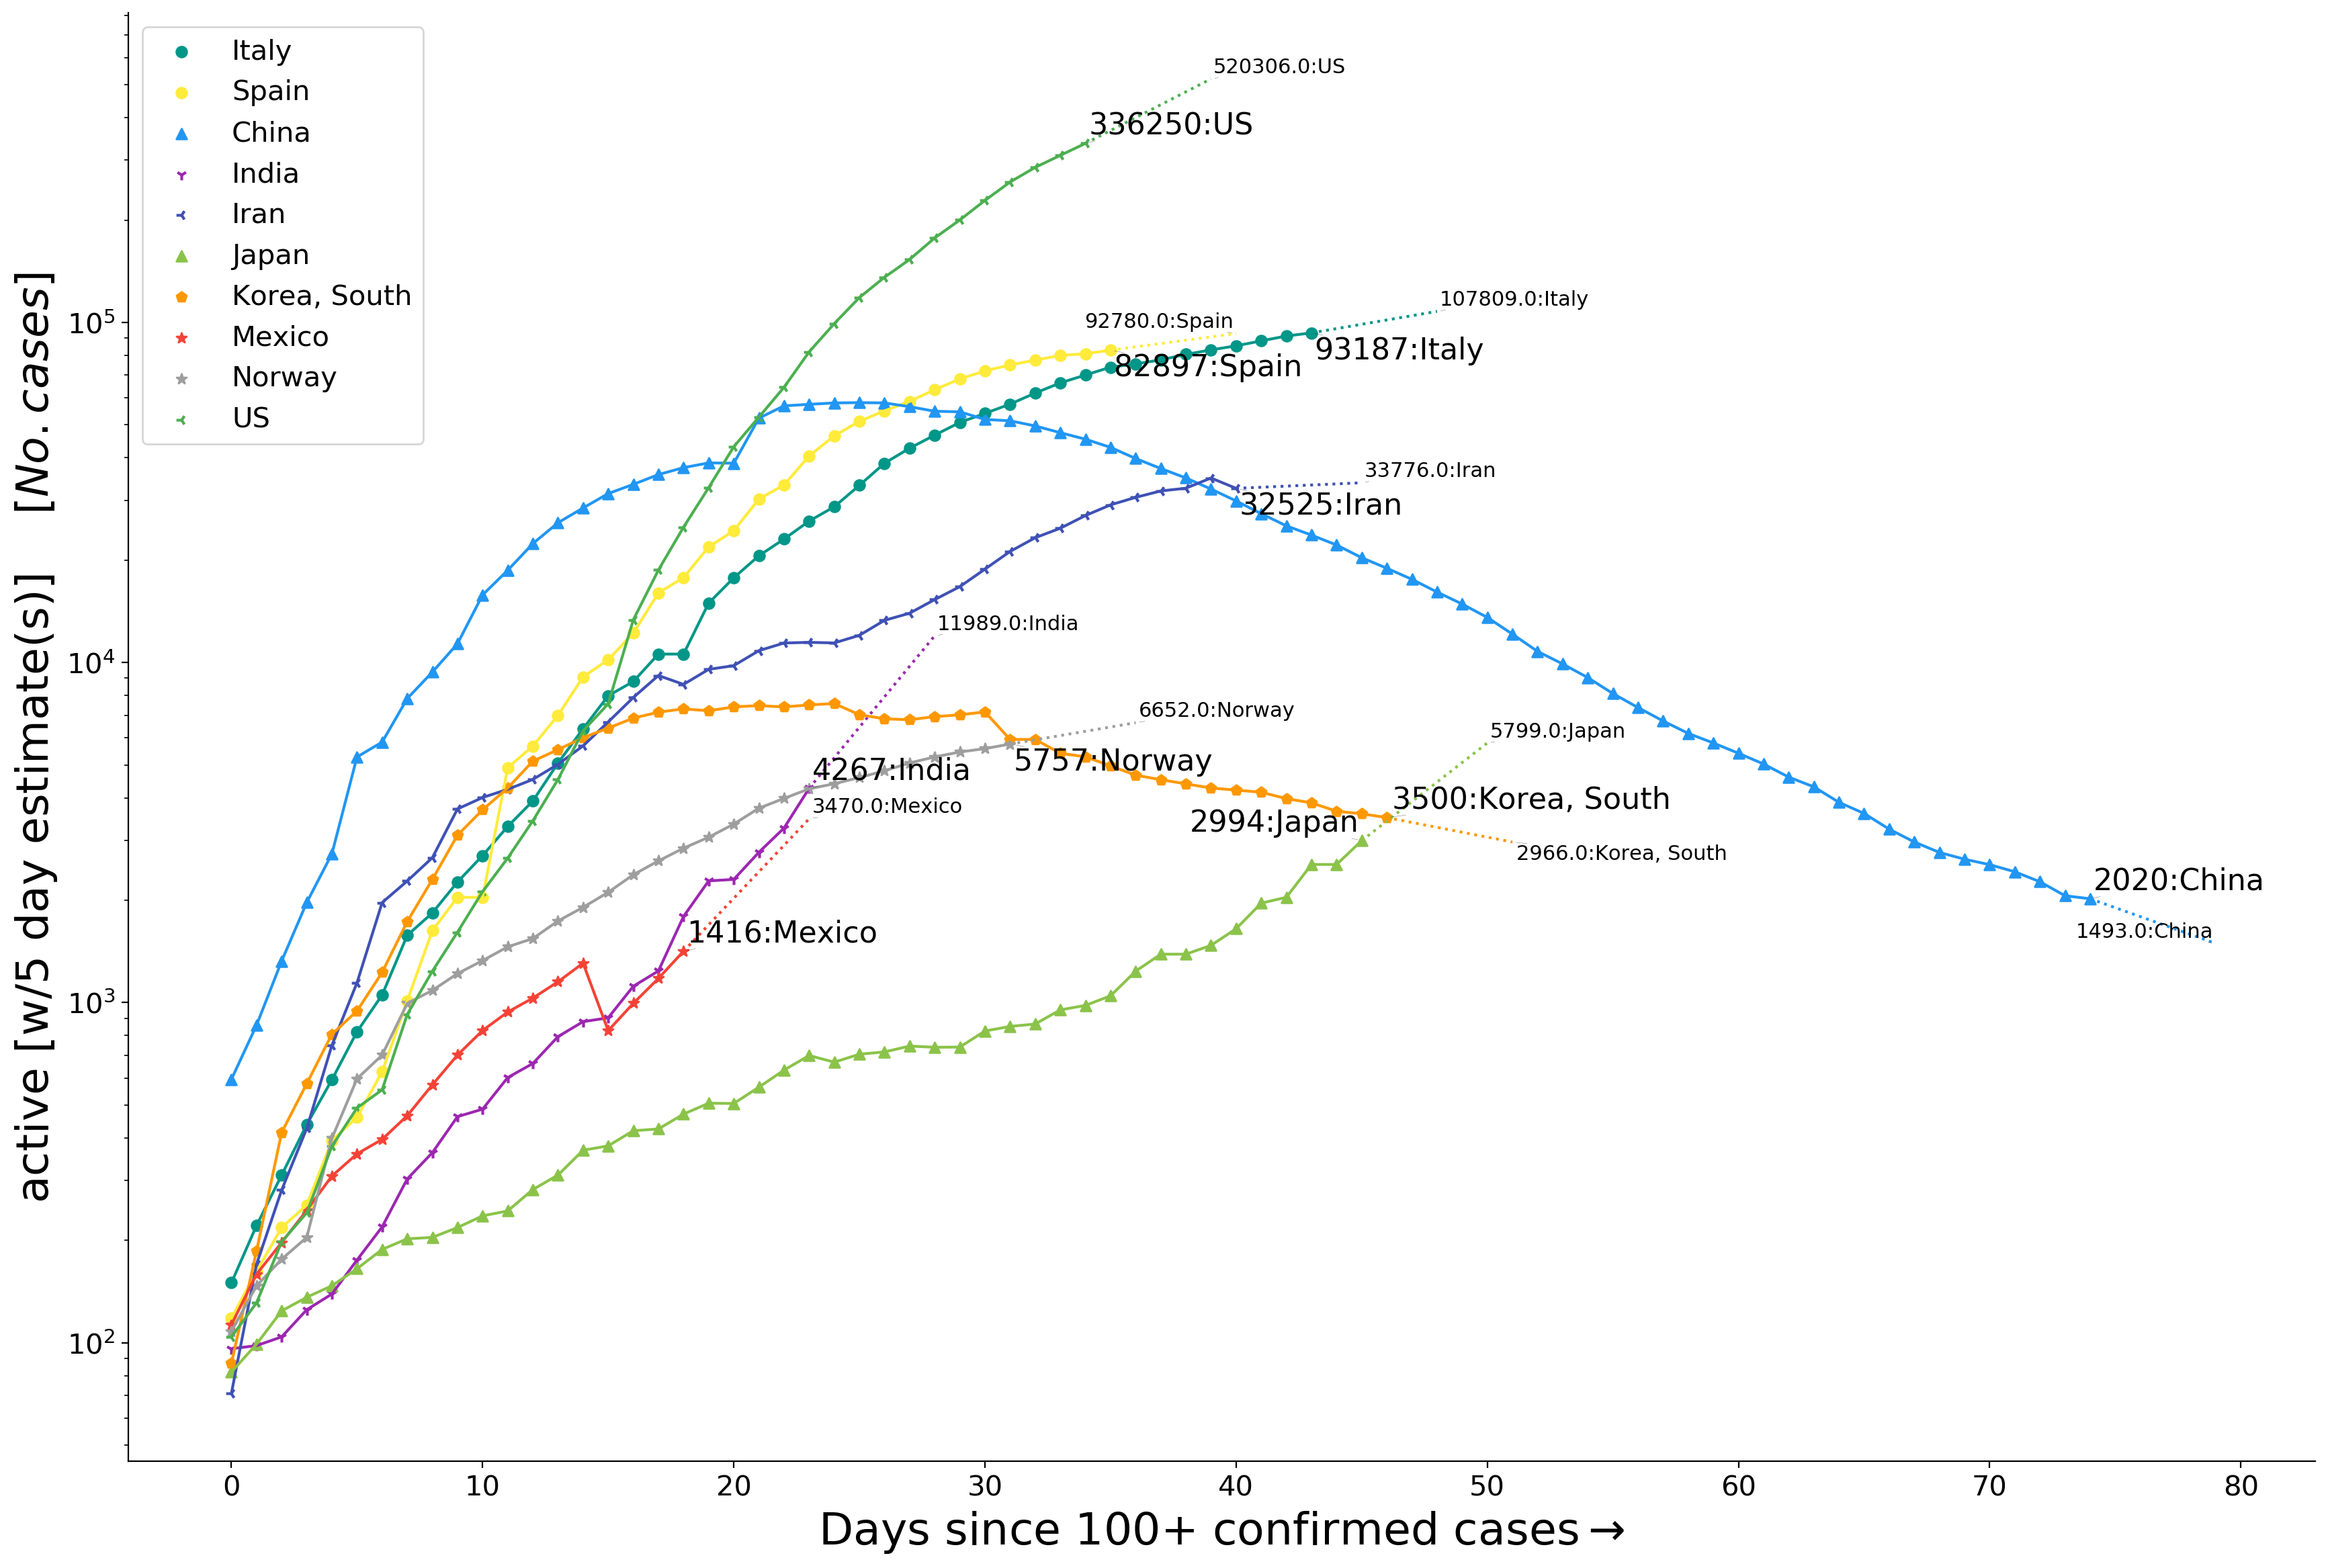 Italy
Spain
China
India
Iran
Japan
Korea, South
Mexico
Norway
US
active [w/5 day estimate(s)]   [No. cases]
10^5
10^4
10^3
10^2
520306.0:US
336250:US
107809.0:Italy
92780.0:Spain
93187:Italy
82897:Spain
33776.0:Iran
32525:Iran
11989.0:India
6652.0:Norway
5799.0:Japan
5757:Norway
4267:India
3470.0:Mexico
3500:Korea, South
2994:Japan
2966.0:Korea, South
2020:China
1416:Mexico
1493.0:China
0 10 20 30 40 50 60 70 80
Days since 100+ confirmed cases→